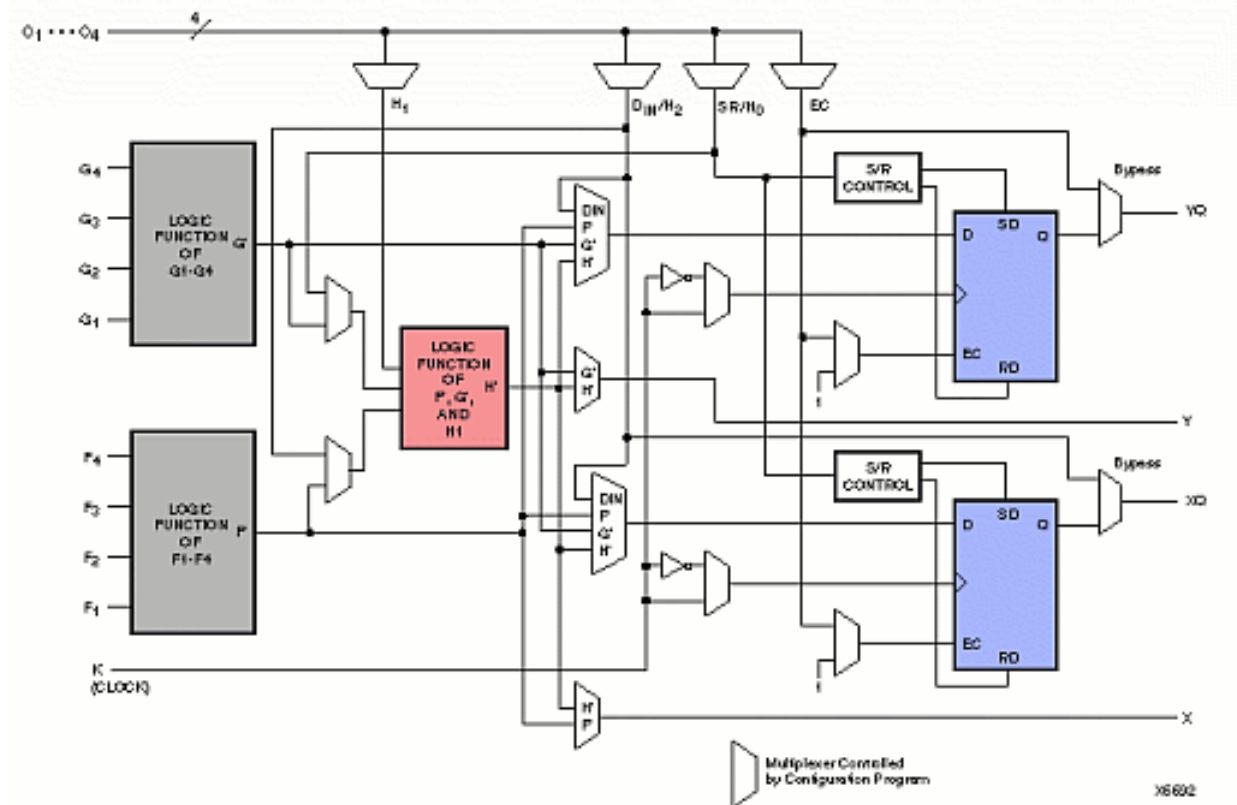 4
C₁ ••• C₄
H₁
D_IN/H₂
SR/H₀
EC
G₄
G₃
G₂
G₁
LOGIC
FUNCTION
OF
G1-G4
G'
DIN
F'
G'
H'
S/R
CONTROL
Bypass
SD
D
Q
YQ
EC
RD
1
LOGIC
FUNCTION
OF
F', G',
AND
H1
H'
G'
H'
Y
F₄
F₃
F₂
F₁
LOGIC
FUNCTION
OF
F1-F4
F'
DIN
F'
G'
H'
S/R
CONTROL
Bypass
SD
D
Q
XQ
EC
RD
1
K
(CLOCK)
H'
F'
X
Multiplexer Controlled
by Configuration Program
X6692